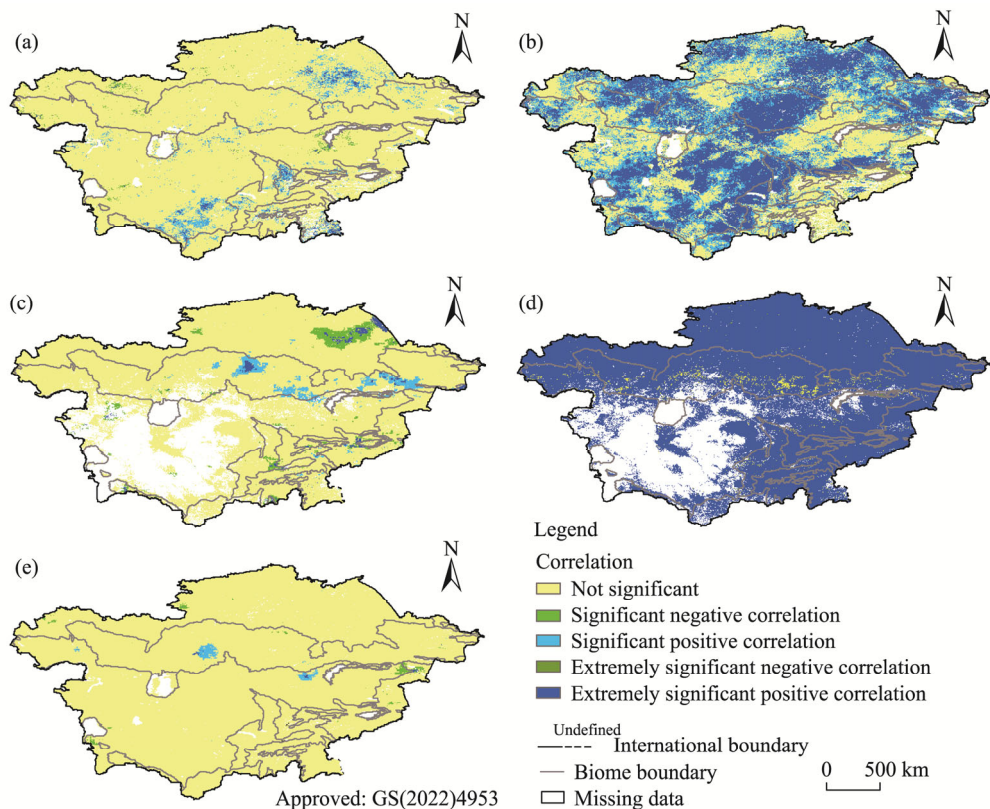 (a)
N
(b)
N
(c)
N
(d)
N
Legend
Correlation
Not significant
Significant negative correlation
Significant positive correlation
Extremely significant negative correlation
Extremely significant positive correlation
Undefined
International boundary
Biome boundary
Missing data
0 500 km
(e)
N
Approved: GS(2022)4953